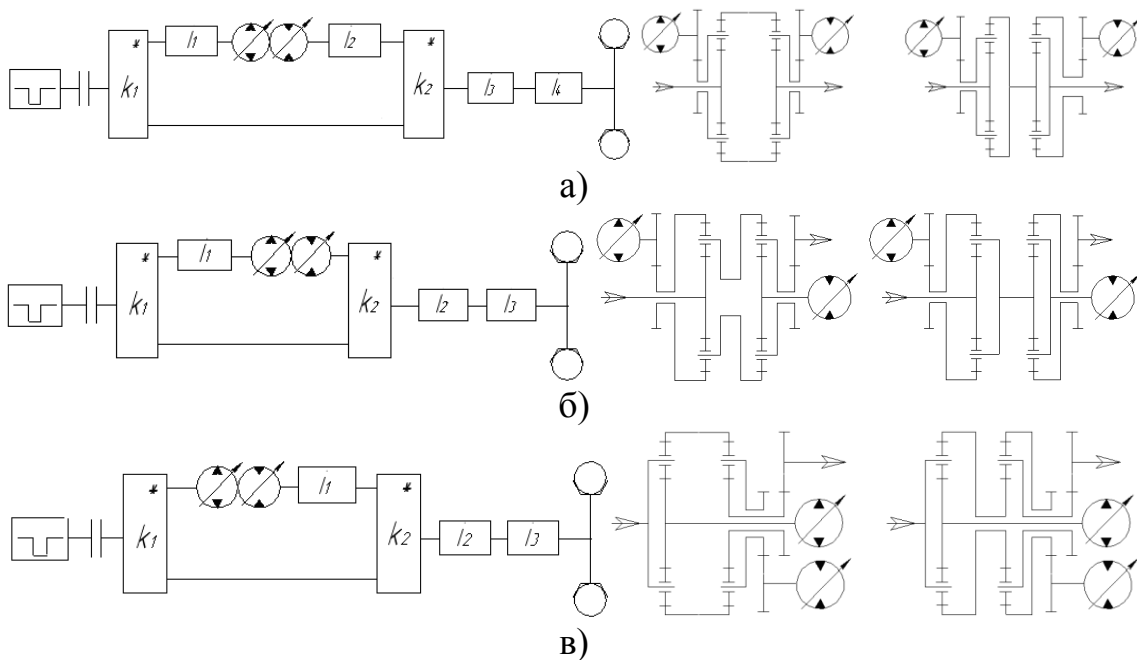 k1 * i1 i2 * k2 i3 i4
а)
k1 * i1 * k2 i2 i3
б)
k1 * i1 * k2 i2 i3
в)